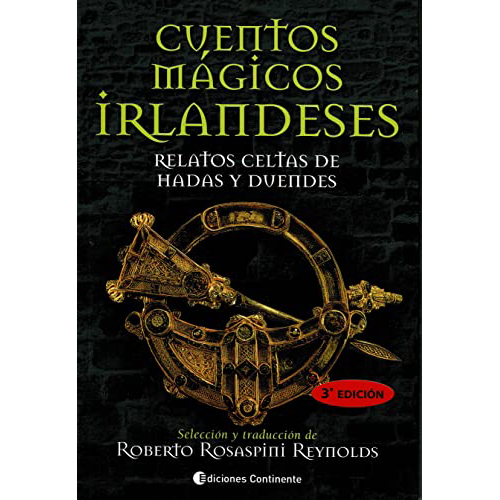 CUENTOS
MÁGICOS
IRLANDESES
RELATOS CELTAS DE
HADAS Y DUENDES
3ª EDICIÓN
Selección y traducción de
ROBERTO ROSASPINI REYNOLDS
Ediciones Continente